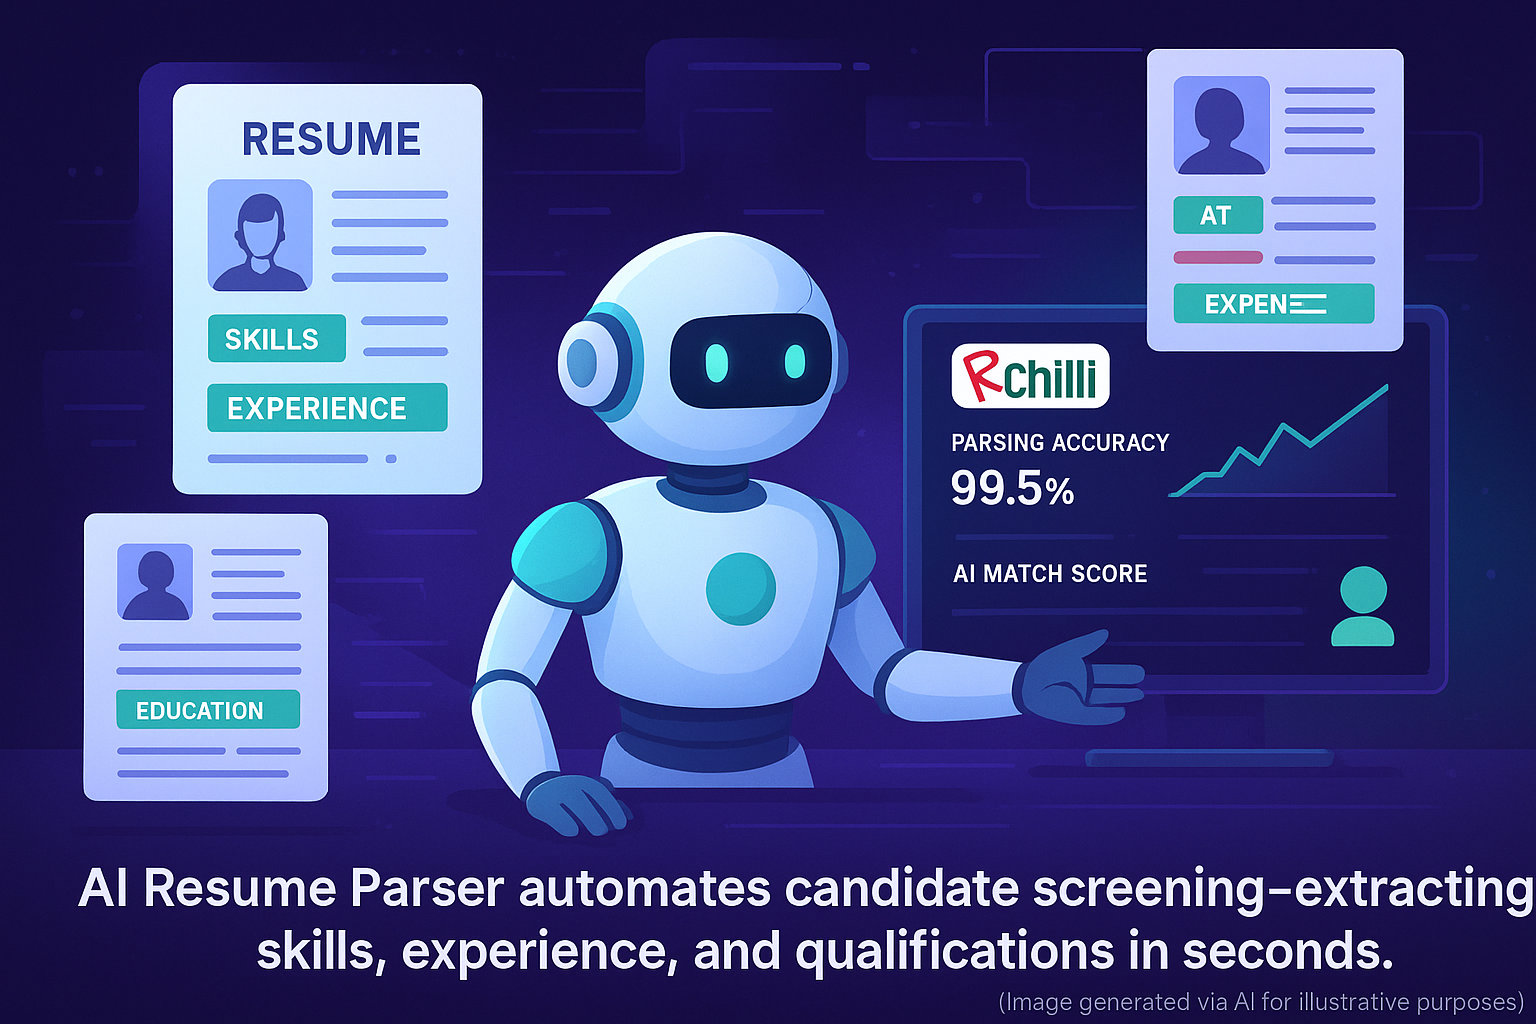 RESUME
SKILLS
EXPERIENCE
EDUCATION
AT
EXPEN
RChilli
PARSING ACCURACY
99.5%
AI MATCH SCORE
AI Resume Parser automates candidate screening–extracting
skills, experience, and qualifications in seconds.
(Image generated via AI for illustrative purposes)